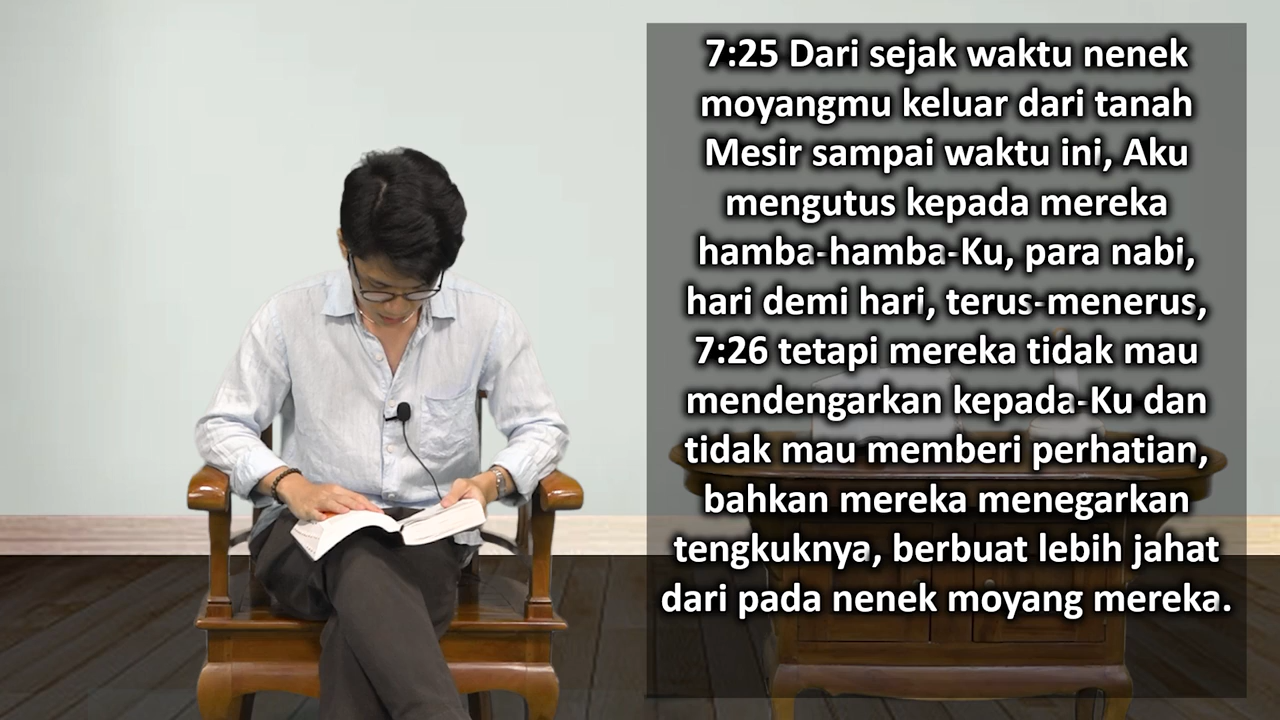 7:25 Dari sejak waktu nenek
moyangmu keluar dari tanah
Mesir sampai waktu ini, Aku
mengutus kepada mereka
hamba-hamba-Ku, para nabi,
hari demi hari, terus-menerus,
7:26 tetapi mereka tidak mau
mendengarkan kepada-Ku dan
tidak mau memberi perhatian,
bahkan mereka menegarkan
tengkuknya, berbuat lebih jahat
dari pada nenek moyang mereka.